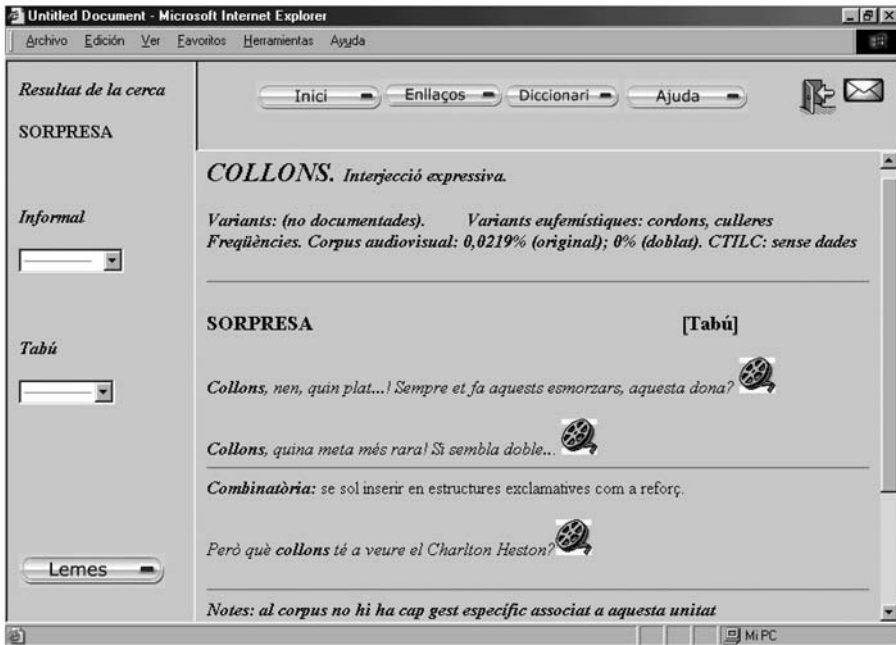 Untitled Document - Microsoft Internet Explorer
Archivo Edición Ver Favoritos Herramientas Ayuda
Resultat de la cerca
SORPRESA
Informal
Tabú
Lemes
Inici Enllaços Diccionari Ajuda
COLLONS. Interjecció expressiva.
Variants: (no documentades). Variants eufemístiques: cordons, culleres
Freqüències. Corpus audiovisual: 0,0219% (original); 0% (doblat). CTILC: sense dades
SORPRESA [Tabú]
Collons, nen, quin plat...! Sempre et fa aquests esmorzars, aquesta dona?
Collons, quina meta més rara! Si sembla doble...
Combinatòria: se sol inserir en estructures exclamatives com a reforç.
Però què collons té a veure el Charlton Heston?
Notes: al corpus no hi ha cap gest específic associat a aquesta unitat
Mi PC